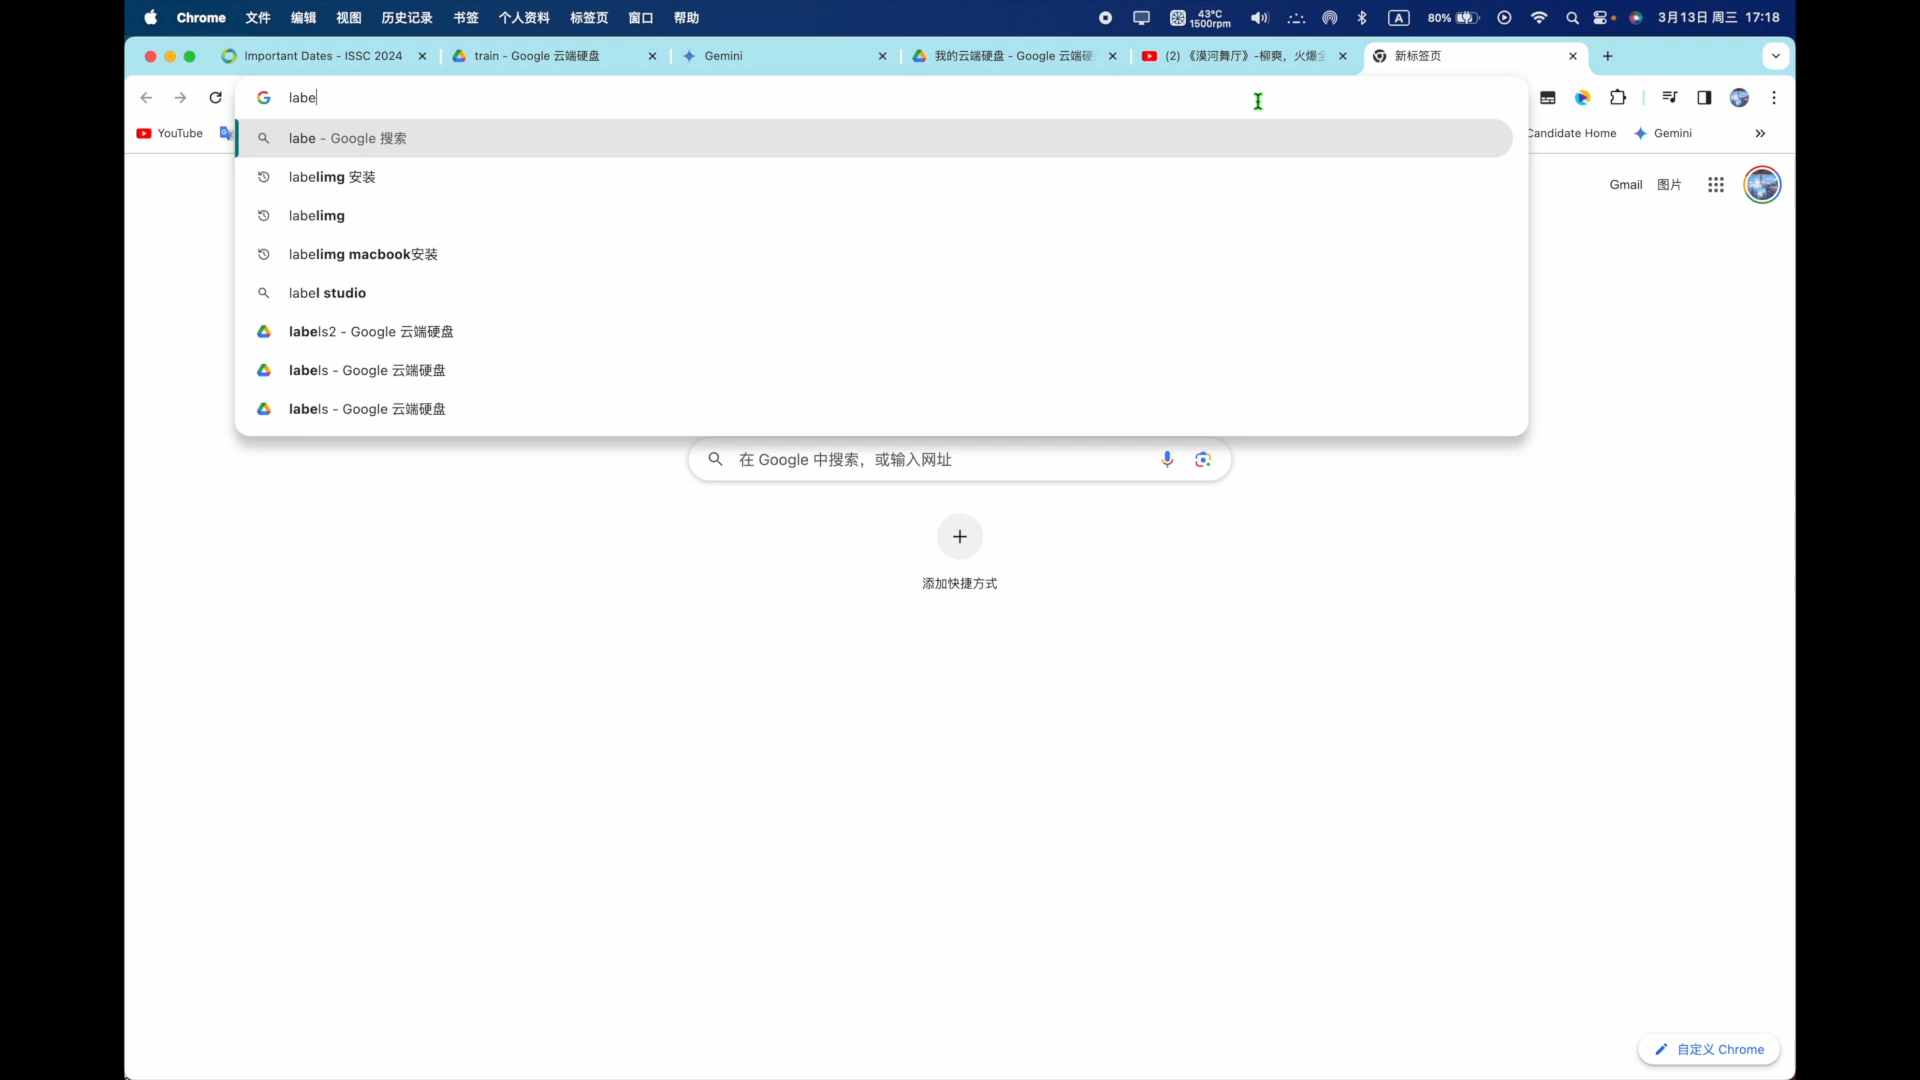 Chrome 文件 编辑 视图 历史记录 书签 个人资料 标签页 窗口 帮助 43°C 1500rpm A 80% 3月13日 周三 17:18
Important Dates - ISSC 2024 train - Google 云端硬盘 Gemini 我的云端硬盘 - Google 云端硬 (2) 《漠河舞厅》-柳爽，火爆全 新标签页
labe
YouTube Candidate Home Gemini
labe - Google 搜索
labelimg 安装
Gmail 图片
labelimg
labelimg macbook安装
label studio
labels2 - Google 云端硬盘
labels - Google 云端硬盘
labels - Google 云端硬盘
在 Google 中搜索，或输入网址
添加快捷方式
自定义 Chrome